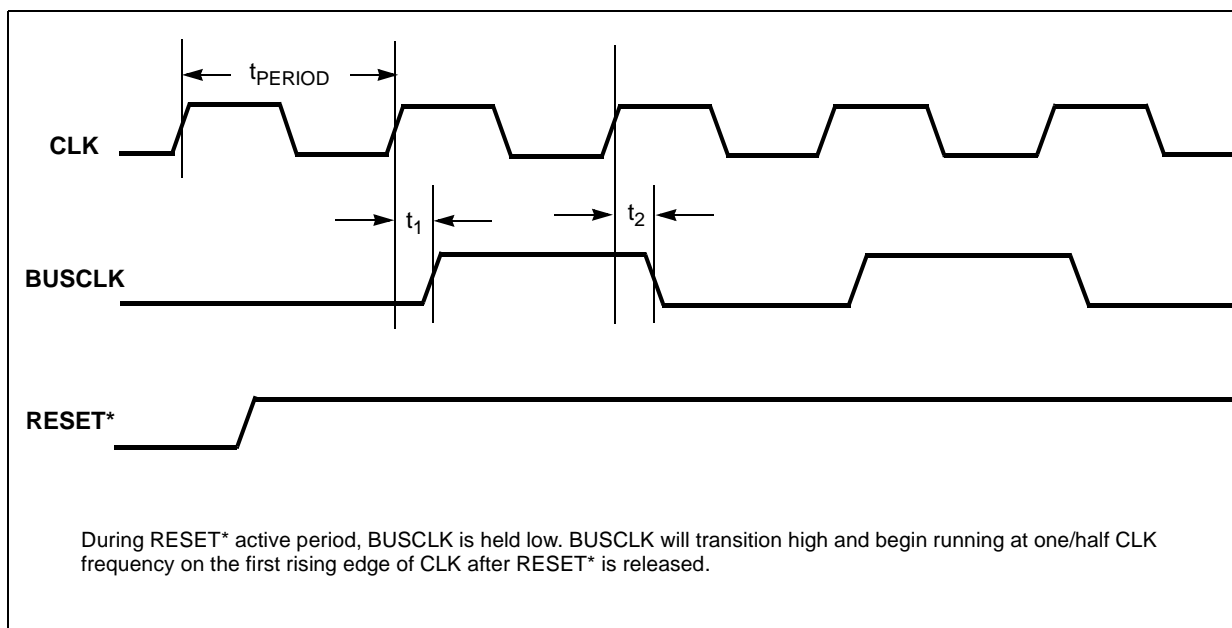 tPERIOD
CLK
t1
t2
BUSCLK
RESET*
During RESET* active period, BUSCLK is held low. BUSCLK will transition high and begin running at one/half CLK
frequency on the first rising edge of CLK after RESET* is released.